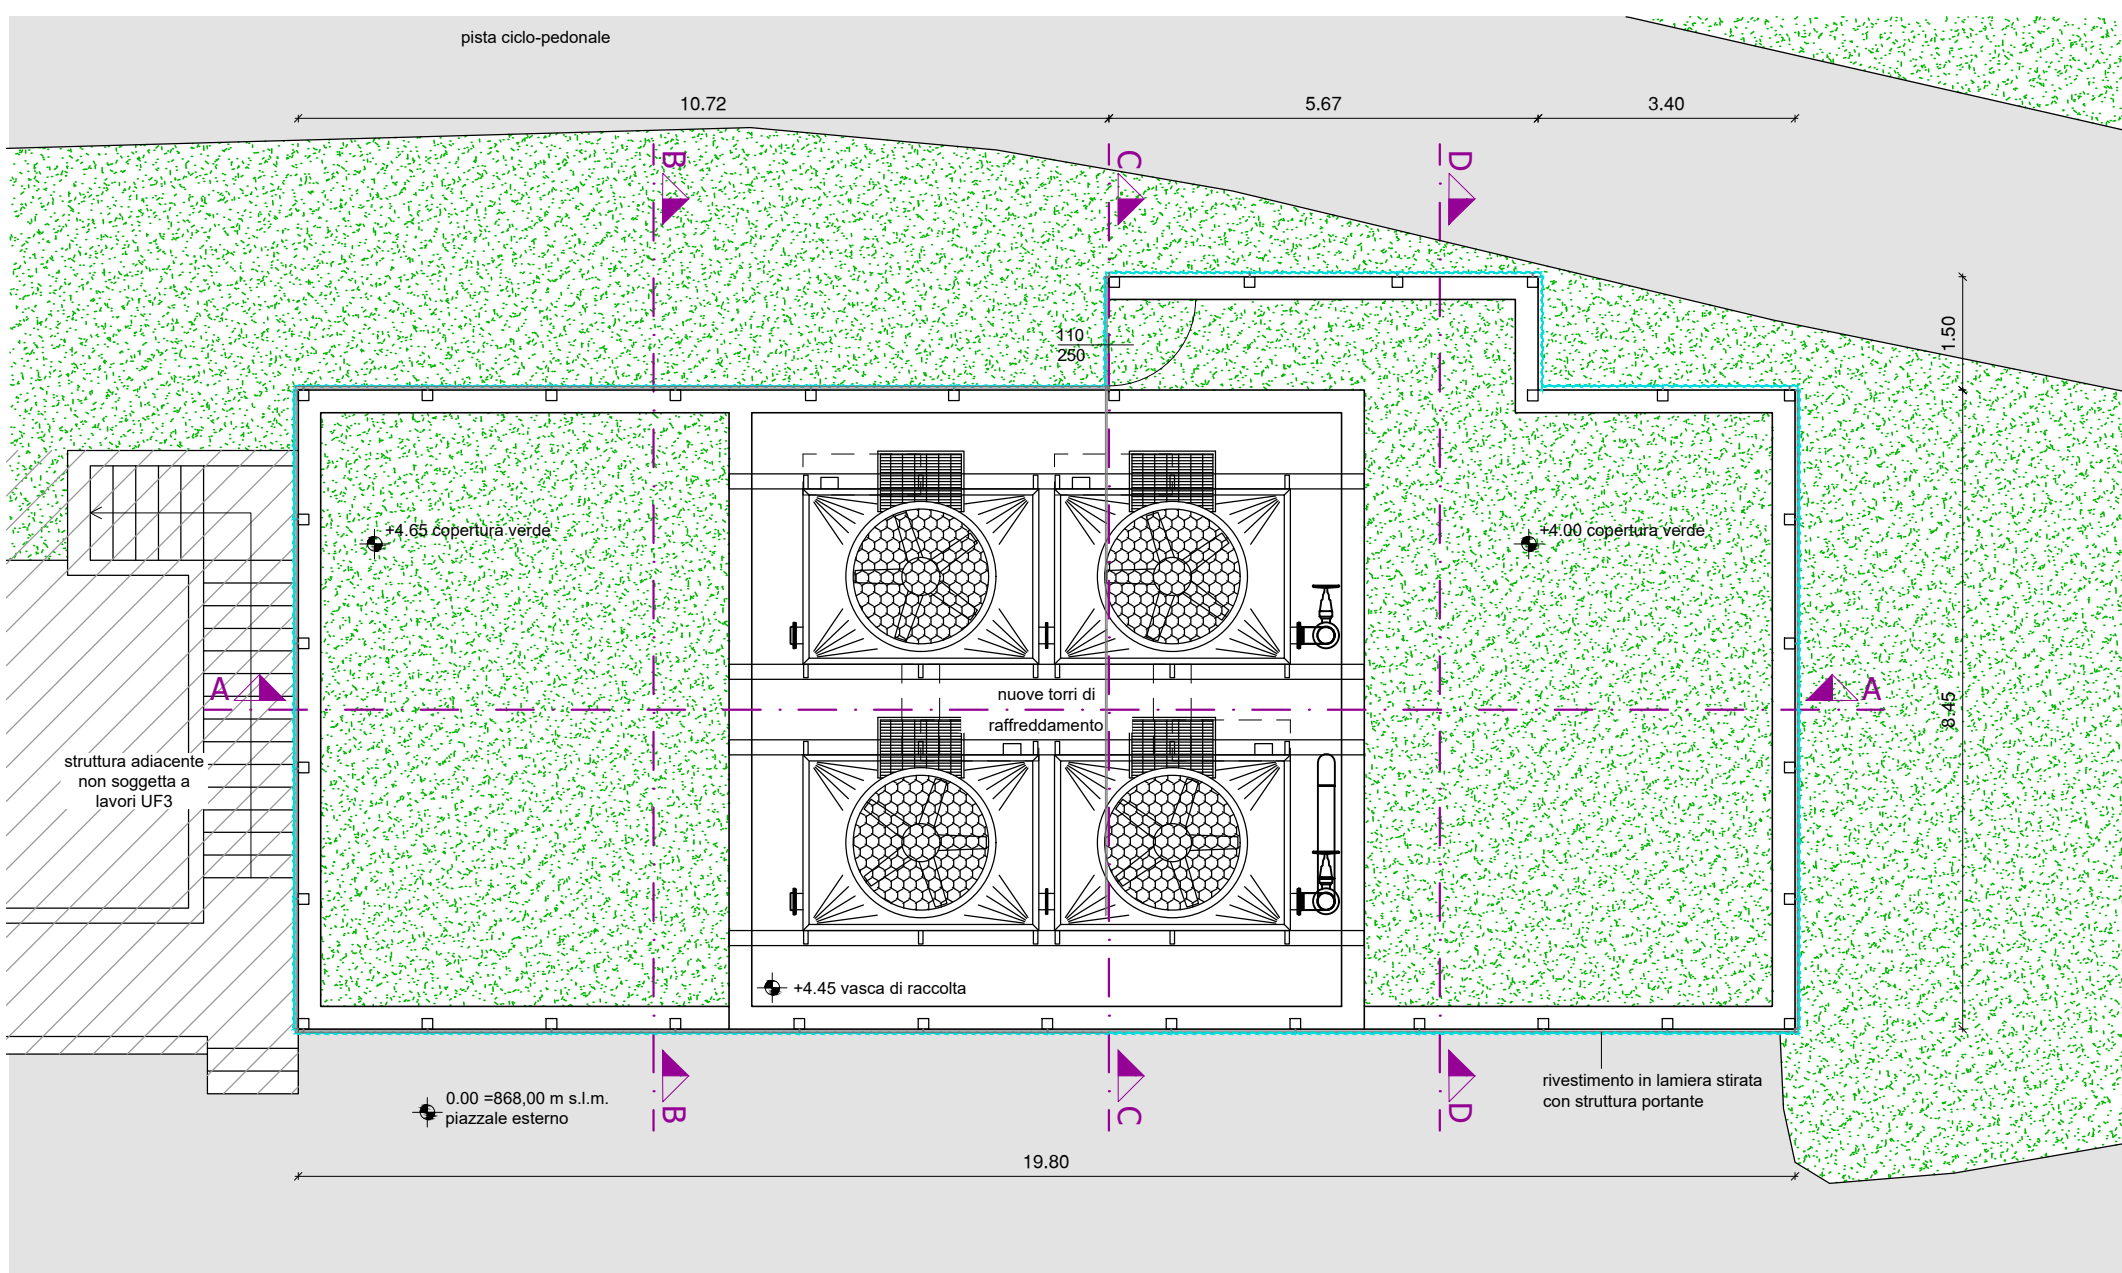 pista ciclo-pedonale
10.72
5.67
3.40
B
C
D
1.50
110
250
+4.65 copertura verde
+4.00 copertura verde
A
nuove torri di
raffreddamento
A
8.45
struttura adiacente
non soggetta a
lavori UF3
+4.45 vasca di raccolta
rivestimento in lamiera stirata
con struttura portante
0.00 =868,00 m s.l.m.
piazzale esterno
B
C
D
19.80